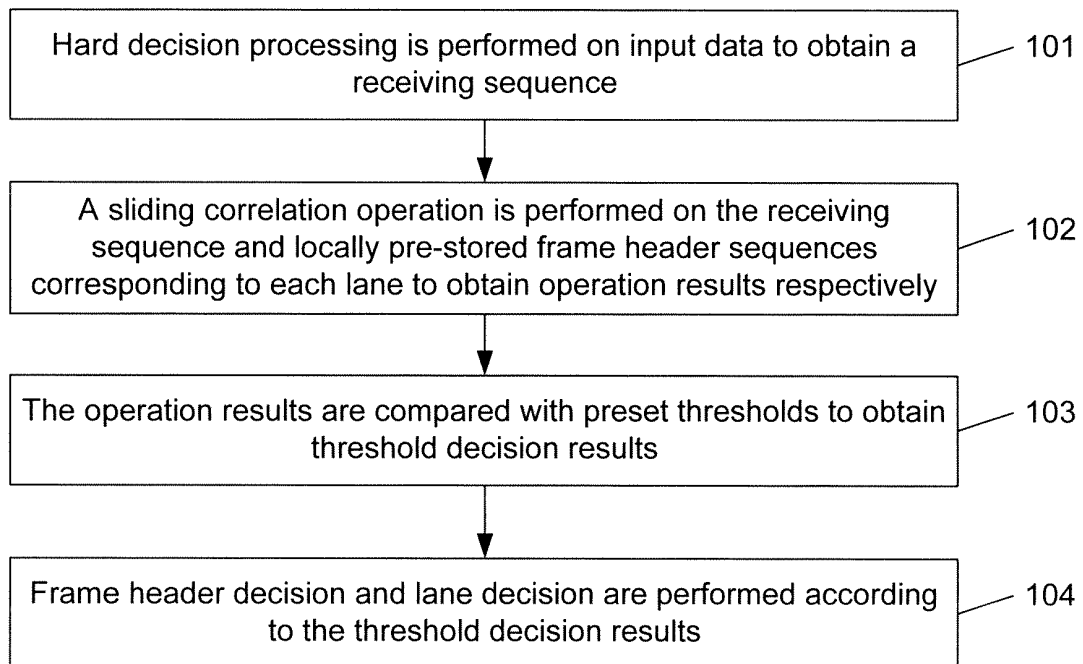 Hard decision processing is performed on input data to obtain a
receiving sequence
101
A sliding correlation operation is performed on the receiving
sequence and locally pre-stored frame header sequences
corresponding to each lane to obtain operation results respectively
102
The operation results are compared with preset thresholds to obtain
threshold decision results
103
Frame header decision and lane decision are performed according
to the threshold decision results
104